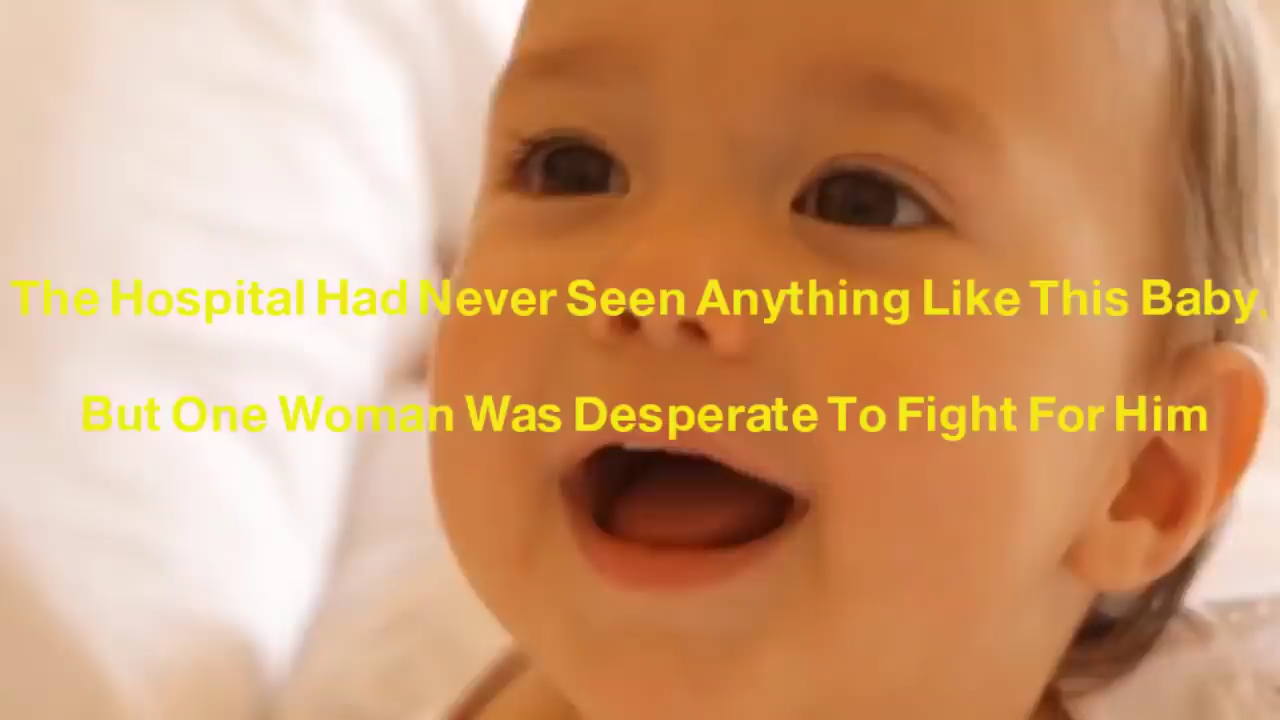 The Hospital Had Never Seen Anything Like This Baby,
But One Woman Was Desperate To Fight For Him